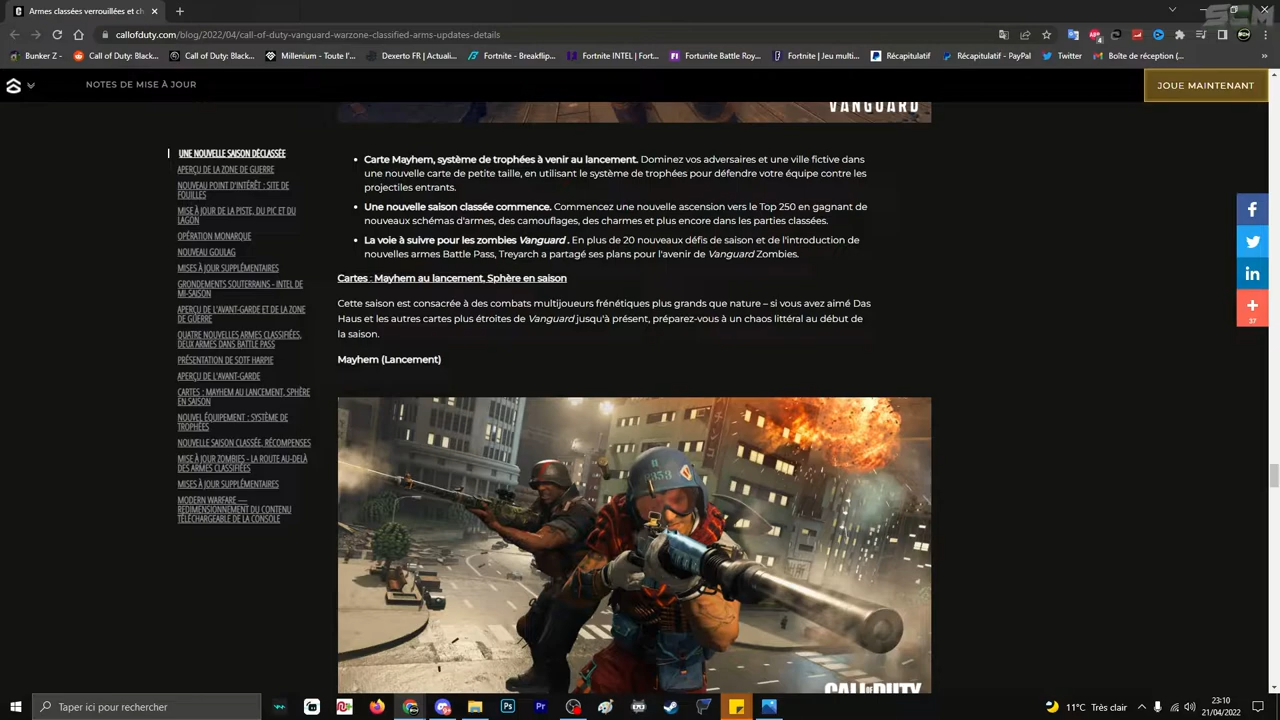 SCM
Armes classées verrouillées et ch
callofduty.com/blog/2022/04/call-of-duty-vanguard-warzone-classified-arms-updates-details
Bunker Z -
Call of Duty: Black...
Call of Duty: Black...
Millenium - Toute l'i...
Dexerto FR | Actuali...
Fortnite - Breakflip...
Fortnite INTEL | Fort...
Fortunite Battle Roy...
Fortnite | Jeu multi...
Récapitulatif
Récapitulatif - PayPal
Twitter
Boîte de réception (...
NOTES DE MISE À JOUR
JOUE MAINTENANT
VANGUARD
UNE NOUVELLE SAISON DÉCLASSÉE
APERÇU DE LA ZONE DE GUERRE
NOUVEAU POINT D'INTÉRÊT : SITE DE
FOUILLES
MISE À JOUR DE LA PISTE, DU PIC ET DU
LAGON
OPÉRATION MONARQUE
NOUVEAU GOULAG
MISES À JOUR SUPPLÉMENTAIRES
GRONDEMENTS SOUTERRAINS - INTEL DE
MI-SAISON
APERÇU DE L'AVANT-GARDE ET DE LA ZONE
DE GUERRE
QUATRE NOUVELLES ARMES CLASSIFIÉES,
DEUX ARMES DANS BATTLE PASS
PRÉSENTATION DE SOTF HARPIE
APERÇU DE L'AVANT-GARDE
CARTES : MAYHEM AU LANCEMENT, SPHÈRE
EN SAISON
NOUVEL ÉQUIPEMENT : SYSTÈME DE
TROPHÉES
NOUVELLE SAISON CLASSÉE, RÉCOMPENSES
MISE À JOUR ZOMBIES - LA ROUTE AU-DELÀ
DES ARMES CLASSIFIÉES
MISES À JOUR SUPPLÉMENTAIRES
MODERN WARFARE —
REDIMENSIONNEMENT DU CONTENU
TÉLÉCHARGEABLE DE LA CONSOLE
Carte Mayhem, système de trophées à venir au lancement. Dominez vos adversaires et une ville fictive dans
une nouvelle carte de petite taille, en utilisant le système de trophées pour défendre votre équipe contre les
projectiles entrants.
Une nouvelle saison classée commence. Commencez une nouvelle ascension vers le Top 250 en gagnant de
nouveaux schémas d'armes, des camouflages, des charmes et plus encore dans les parties classées.
La voie à suivre pour les zombies Vanguard . En plus de 20 nouveaux défis de saison et de l'introduction de
nouvelles armes Battle Pass, Treyarch a partagé ses plans pour l'avenir de Vanguard Zombies.
Cartes : Mayhem au lancement, Sphère en saison
Cette saison est consacrée à des combats multijoueurs frénétiques plus grands que nature – si vous avez aimé Das
Haus et les autres cartes plus étroites de Vanguard jusqu'à présent, préparez-vous à un chaos littéral au début de
la saison.
Mayhem (Lancement)
CALL OF DUTY
37
Taper ici pour rechercher
11°C Très clair
23:10
21/04/2022